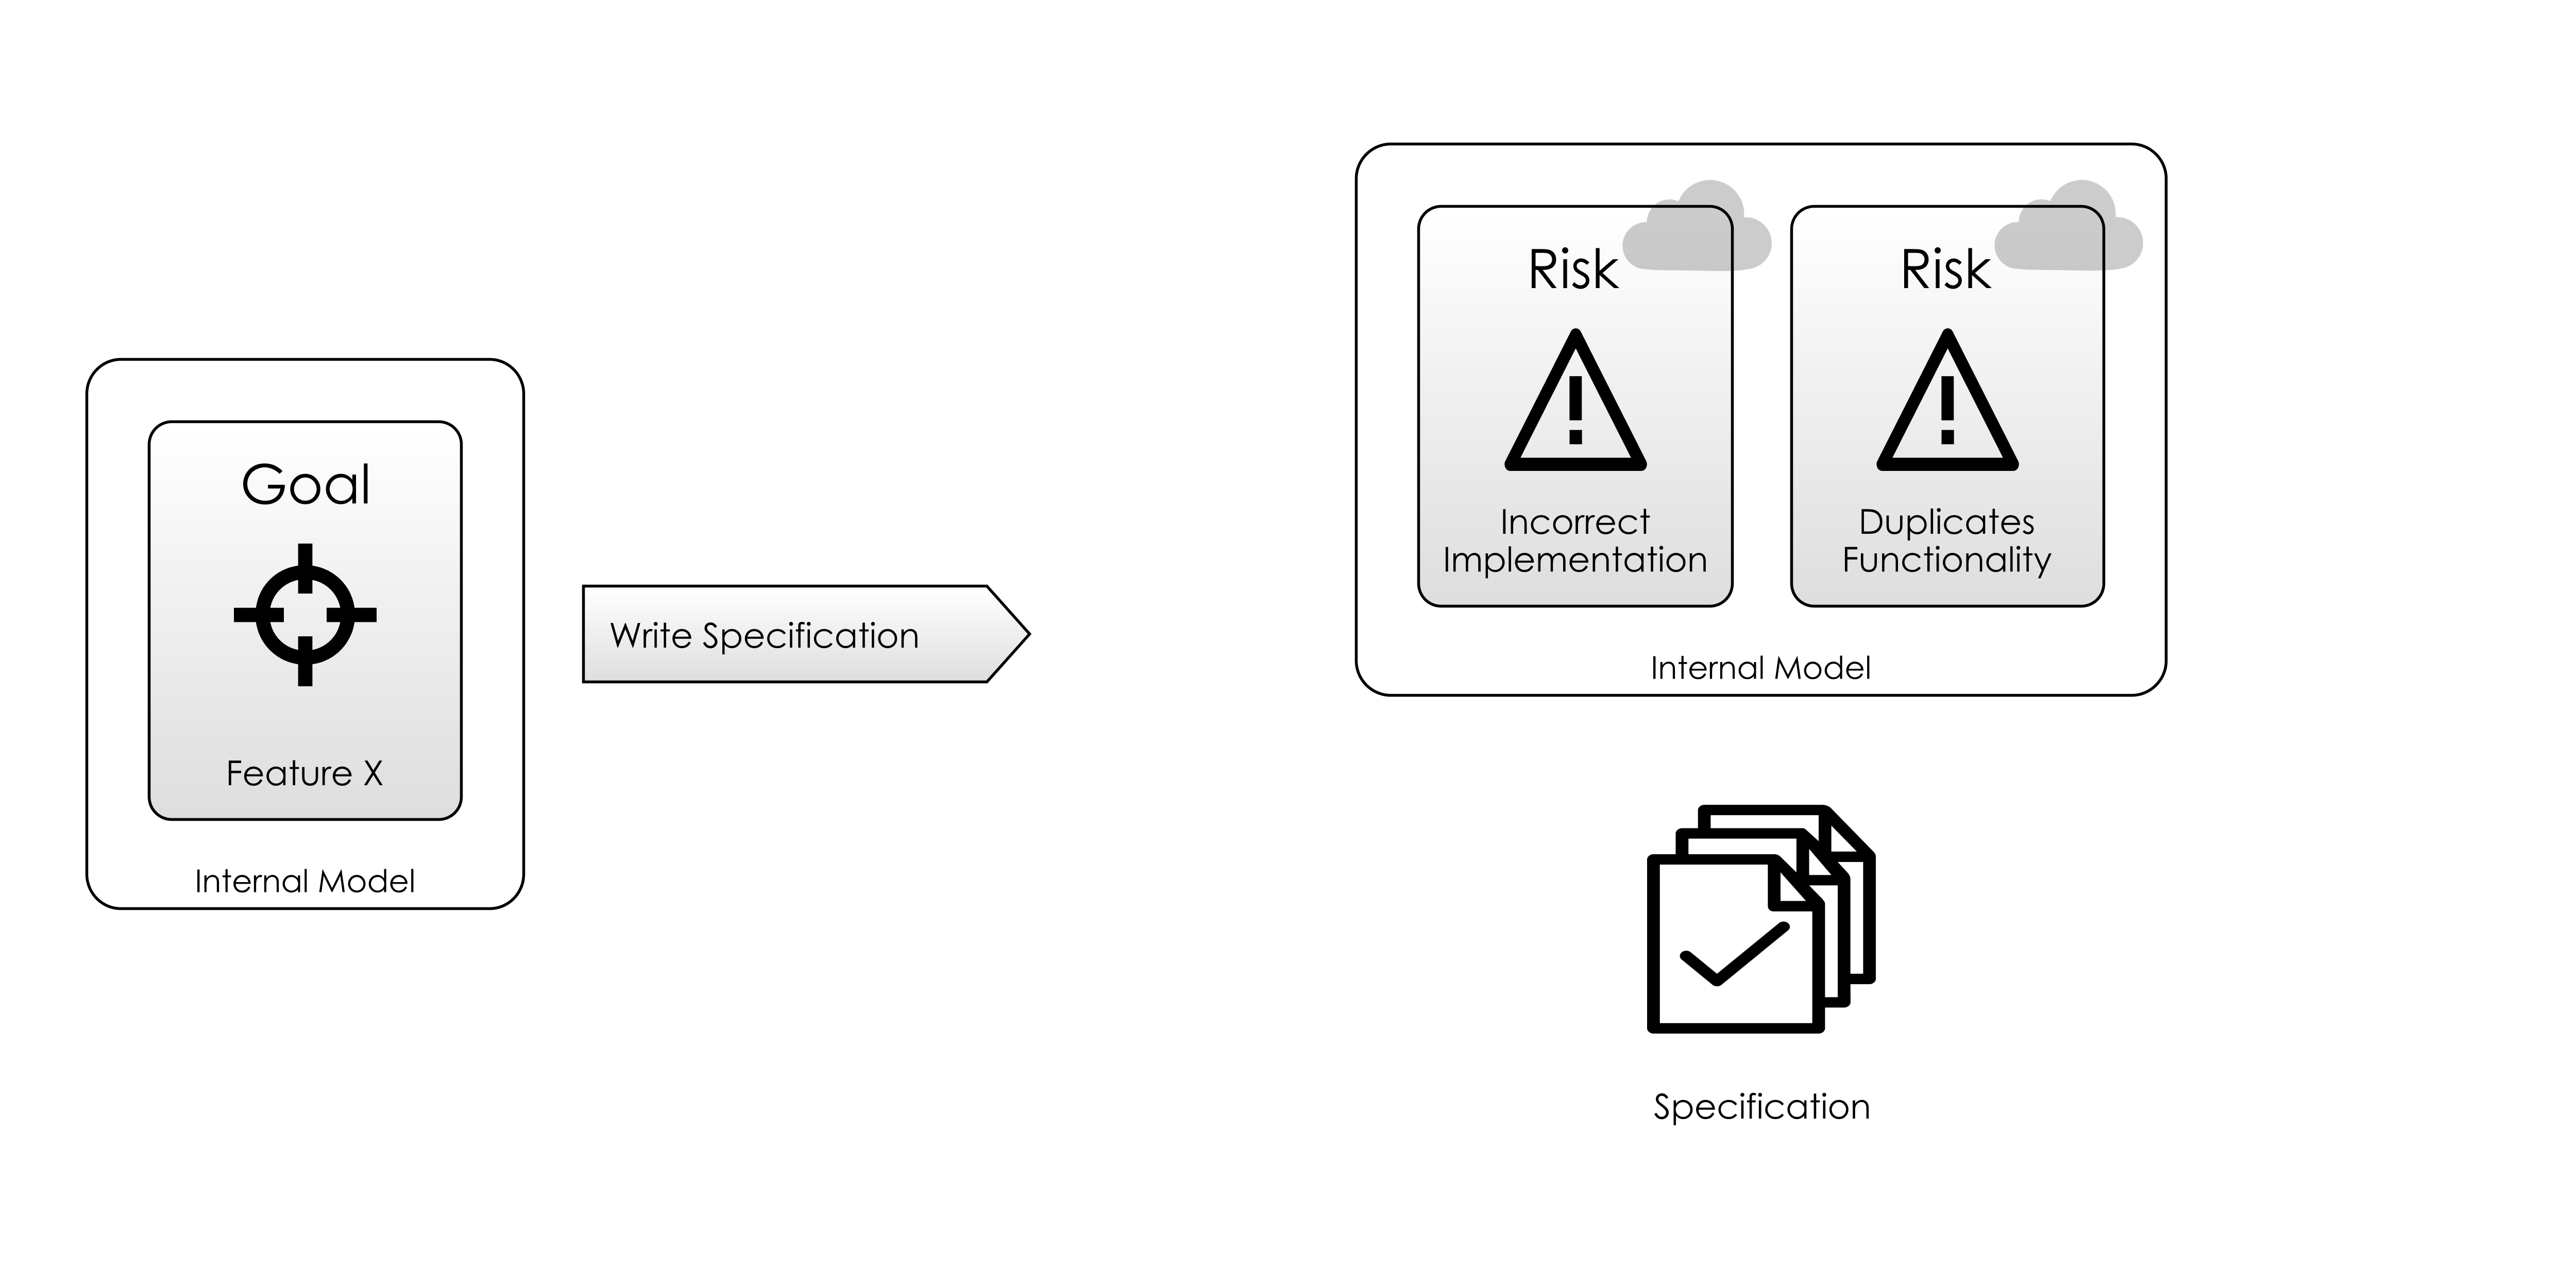 Goal
Feature X
Internal Model
Write Specification
Risk
Incorrect
Implementation
Risk
Duplicates
Functionality
Internal Model
Specification